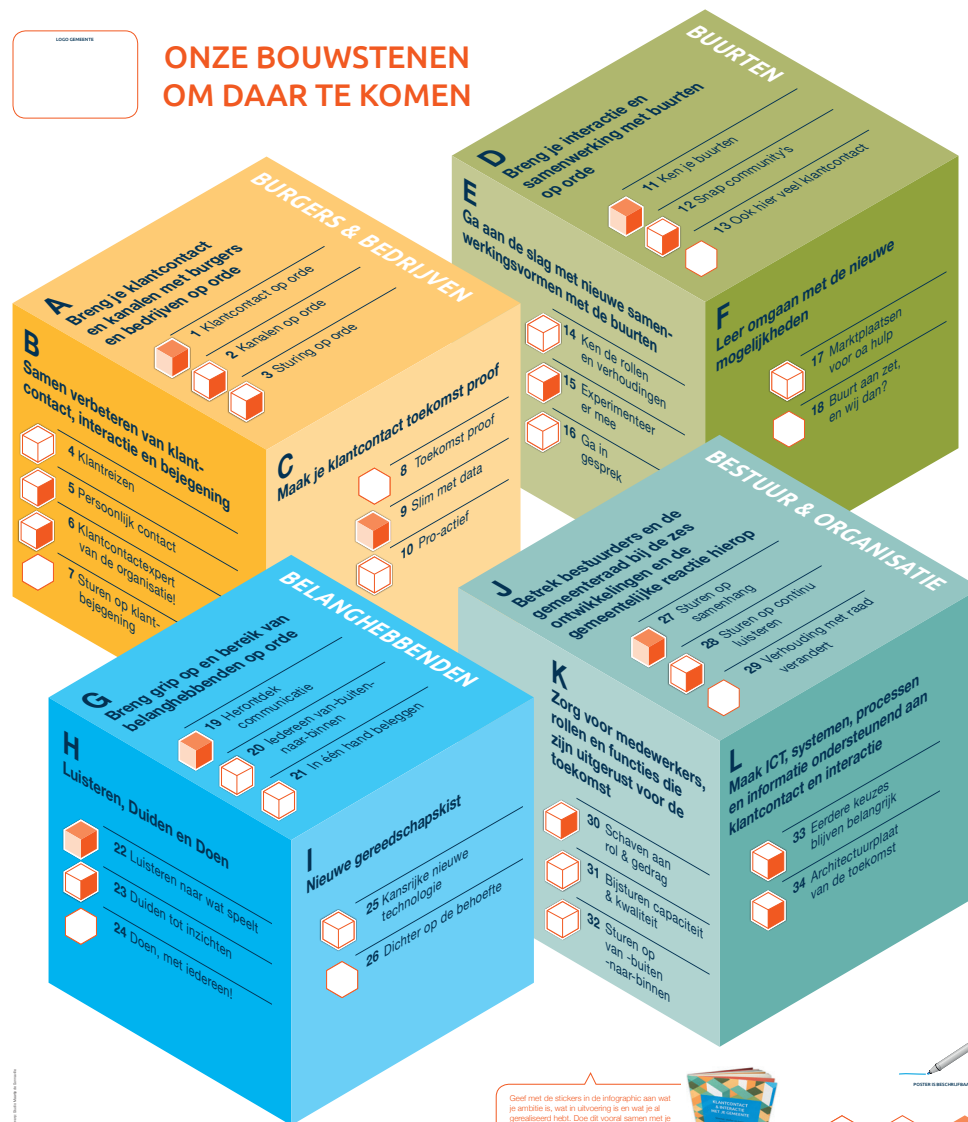 LOGO GEMEENTE
ONZE BOUWSTENEN
OM DAAR TE KOMEN
BUURTEN
D
Breng je interactie en
samenwerking met buurten
op orde
11 Ken je buurten
12 Snap community's
13 Ook hier veel klantcontact
E
Ga aan de slag met nieuwe samen-
werkingsvormen met de buurten
14 Ken de rollen
en verhoudingen
15 Experimenteer
er mee
16 Ga in
gesprek
F
Leer omgaan met de nieuwe
mogelijkheden
17 Marktplaatsen
voor oa hulp
18 Buurt aan zet,
en wij dan?
BURGERS & BEDRIJVEN
A
Breng je klantcontact
en kanalen met burgers
en bedrijven op orde
1 Klantcontact op orde
2 Kanalen op orde
3 Sturing op orde
B
Samen verbeteren van klant-
contact, interactie en bejegening
4 Klantreizen
5 Persoonlijk contact
6 Klantcontactexpert
van de organisatie!
7 Sturen op klant-
bejegening
C
Maak je klantcontact toekomst proof
8 Toekomst proof
9 Slim met data
10 Pro-actief
BESTUUR & ORGANISATIE
J
Betrek bestuurders en de
gemeenteraad bij de zes
ontwikkelingen en de
gemeentelijke reactie hierop
27 Sturen op
samenhang
28 Sturen op continu
luisteren
29 Verhouding met raad
verandert
K
Zorg voor medewerkers,
rollen en functies die
zijn uitgerust voor de
toekomst
30 Schaven aan
rol & gedrag
31 Bijsturen capaciteit
& kwaliteit
32 Sturen op
van -buiten
-naar-binnen
L
Maak ICT, systemen, processen
en informatie ondersteunend aan
klantcontact en interactie
33 Eerdere keuzes
blijven belangrijk
34 Architectuurplaat
van de toekomst
BELANGHEBBENDEN
G
Breng grip op en bereik van
belanghebbenden op orde
19 Herontdek
communicatie
20 Iedereen van-buiten-
naar-binnen
21 In één hand beleggen
H
Luisteren, Duiden en Doen
22 Luisteren naar wat speelt
23 Duiden tot inzichten
24 Doen, met iedereen!
I
Nieuwe gereedschapskist
25 Kansrijke nieuwe
technologie
26 Dichter op de behoefte
Geef met de stickers in de infographic aan wat
je ambitie is, wat in uitvoering is en wat je al
gerealiseerd hebt. Doe dit vooral samen met je
KLANTCONTACT
& INTERACTIE
MET JE GEMEENTE
POSTER IS BESCHRIJFBAAR